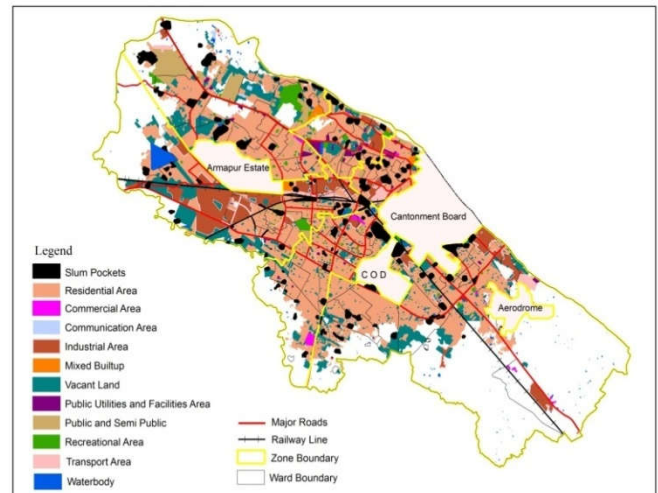 Armapur Estate
Cantonment Board
C O D
Aerodrome
Legend
Slum Pockets
Residential Area
Commercial Area
Communication Area
Industrial Area
Mixed Builtup
Vacant Land
Public Utilities and Facilities Area
Public and Semi Public
Recreational Area
Transport Area
Waterbody
Major Roads
Railway Line
Zone Boundary
Ward Boundary